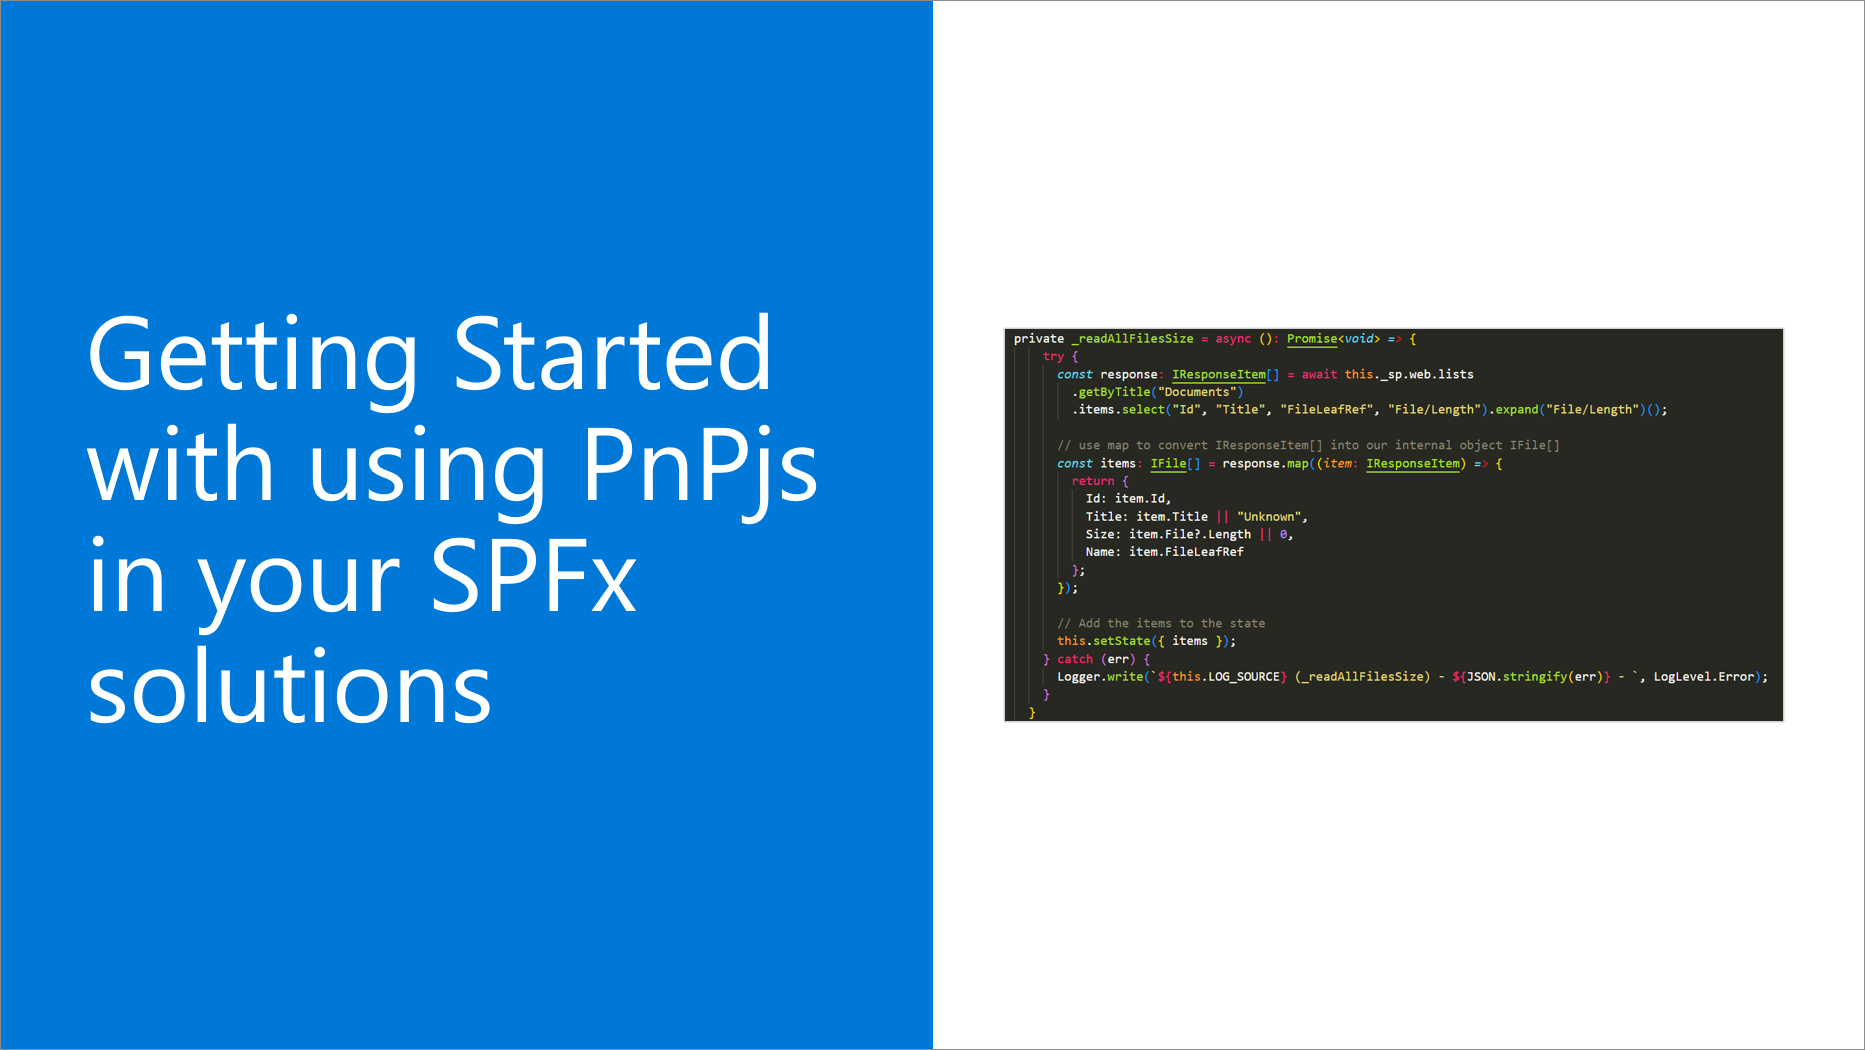 Getting Started
with using PnPjs
in your SPFx
solutions
private _readAllFilesSize = async (): Promise<void> => {
try {
const response: IResponseItem[] = await this._sp.web.lists
.getByTitle("Documents")
.items.select("Id", "Title", "FileLeafRef", "File/Length").expand("File/Length")();
// use map to convert IResponseItem[] into our internal object IFile[]
const items: IFile[] = response.map((item: IResponseItem) => {
return {
Id: item.Id,
Title: item.Title || "Unknown",
Size: item.File?.Length || 0,
Name: item.FileLeafRef
};
});
// Add the items to the state
this.setState({ items });
} catch (err) {
Logger.write(`${this.LOG_SOURCE} (_readAllFilesSize) - ${JSON.stringify(err)} - `, LogLevel.Error);
}
}